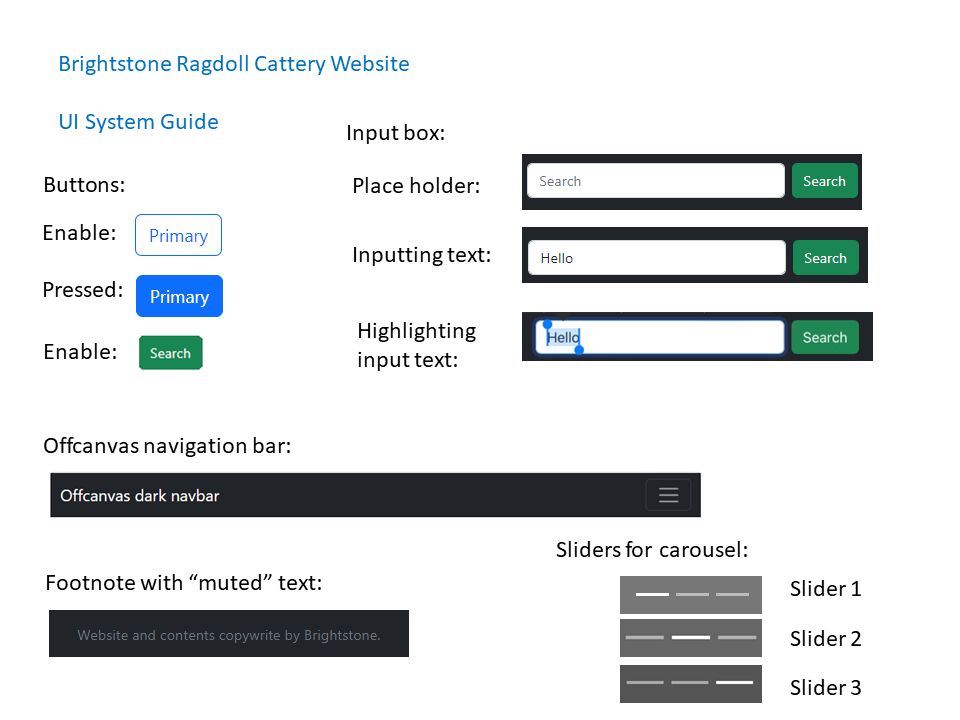 Brightstone Ragdoll Cattery Website
UI System Guide
Buttons:
Enable: Primary
Pressed: Primary
Enable: Search
Input box:
Place holder: Search Search
Inputting text: Hello Search
Highlighting
input text: Hello Search
Offcanvas navigation bar:
Offcanvas dark navbar
Footnote with “muted” text:
Website and contents copywrite by Brightstone.
Sliders for carousel:
Slider 1
Slider 2
Slider 3